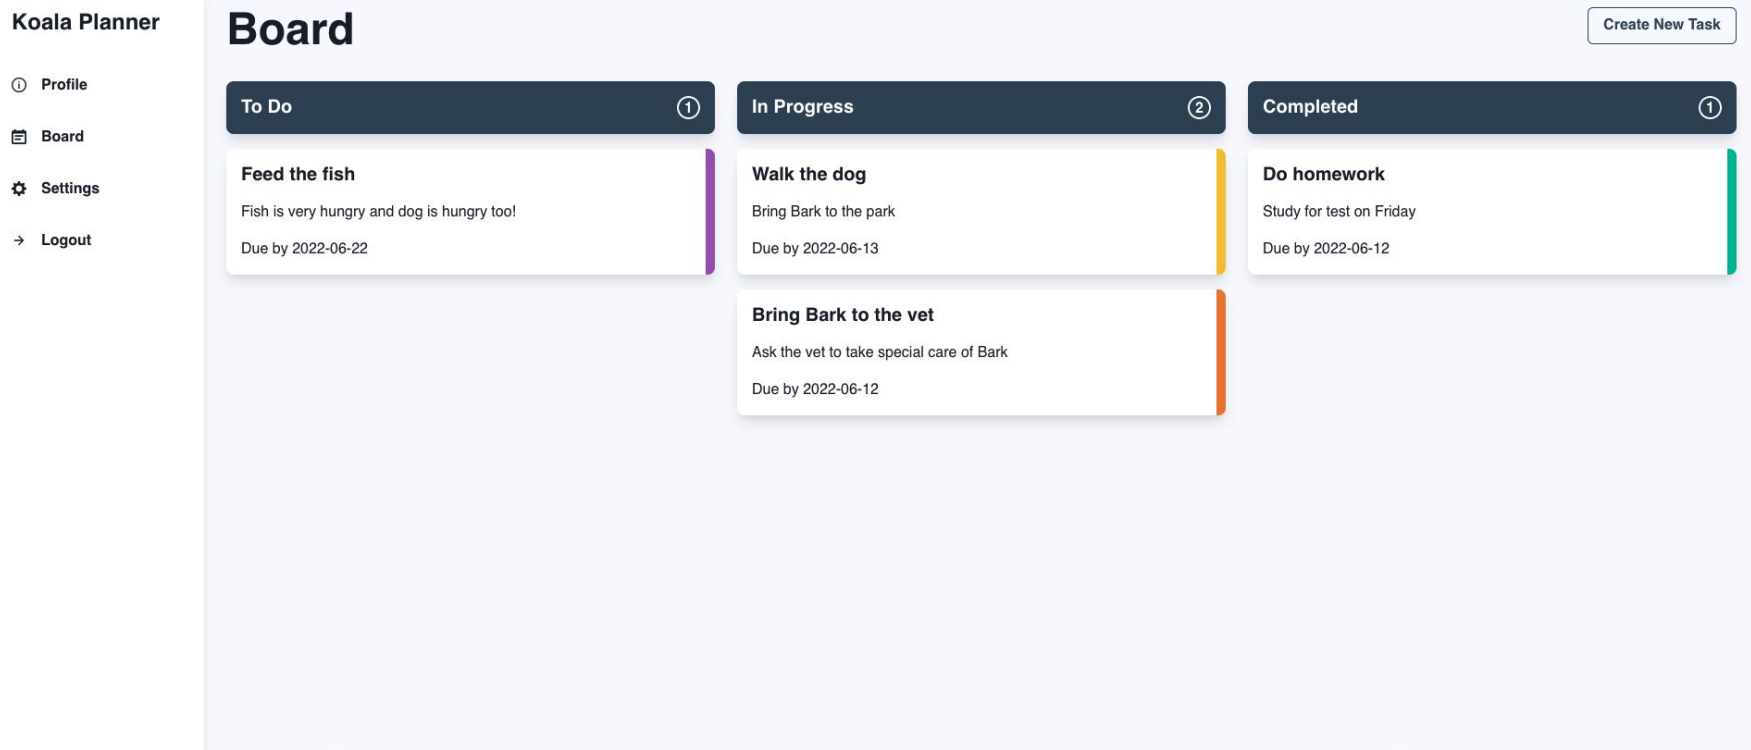 Koala Planner
Profile
Board
Settings
Logout
Board
Create New Task
To Do 1
Feed the fish
Fish is very hungry and dog is hungry too!
Due by 2022-06-22
In Progress 2
Walk the dog
Bring Bark to the park
Due by 2022-06-13
Bring Bark to the vet
Ask the vet to take special care of Bark
Due by 2022-06-12
Completed 1
Do homework
Study for test on Friday
Due by 2022-06-12